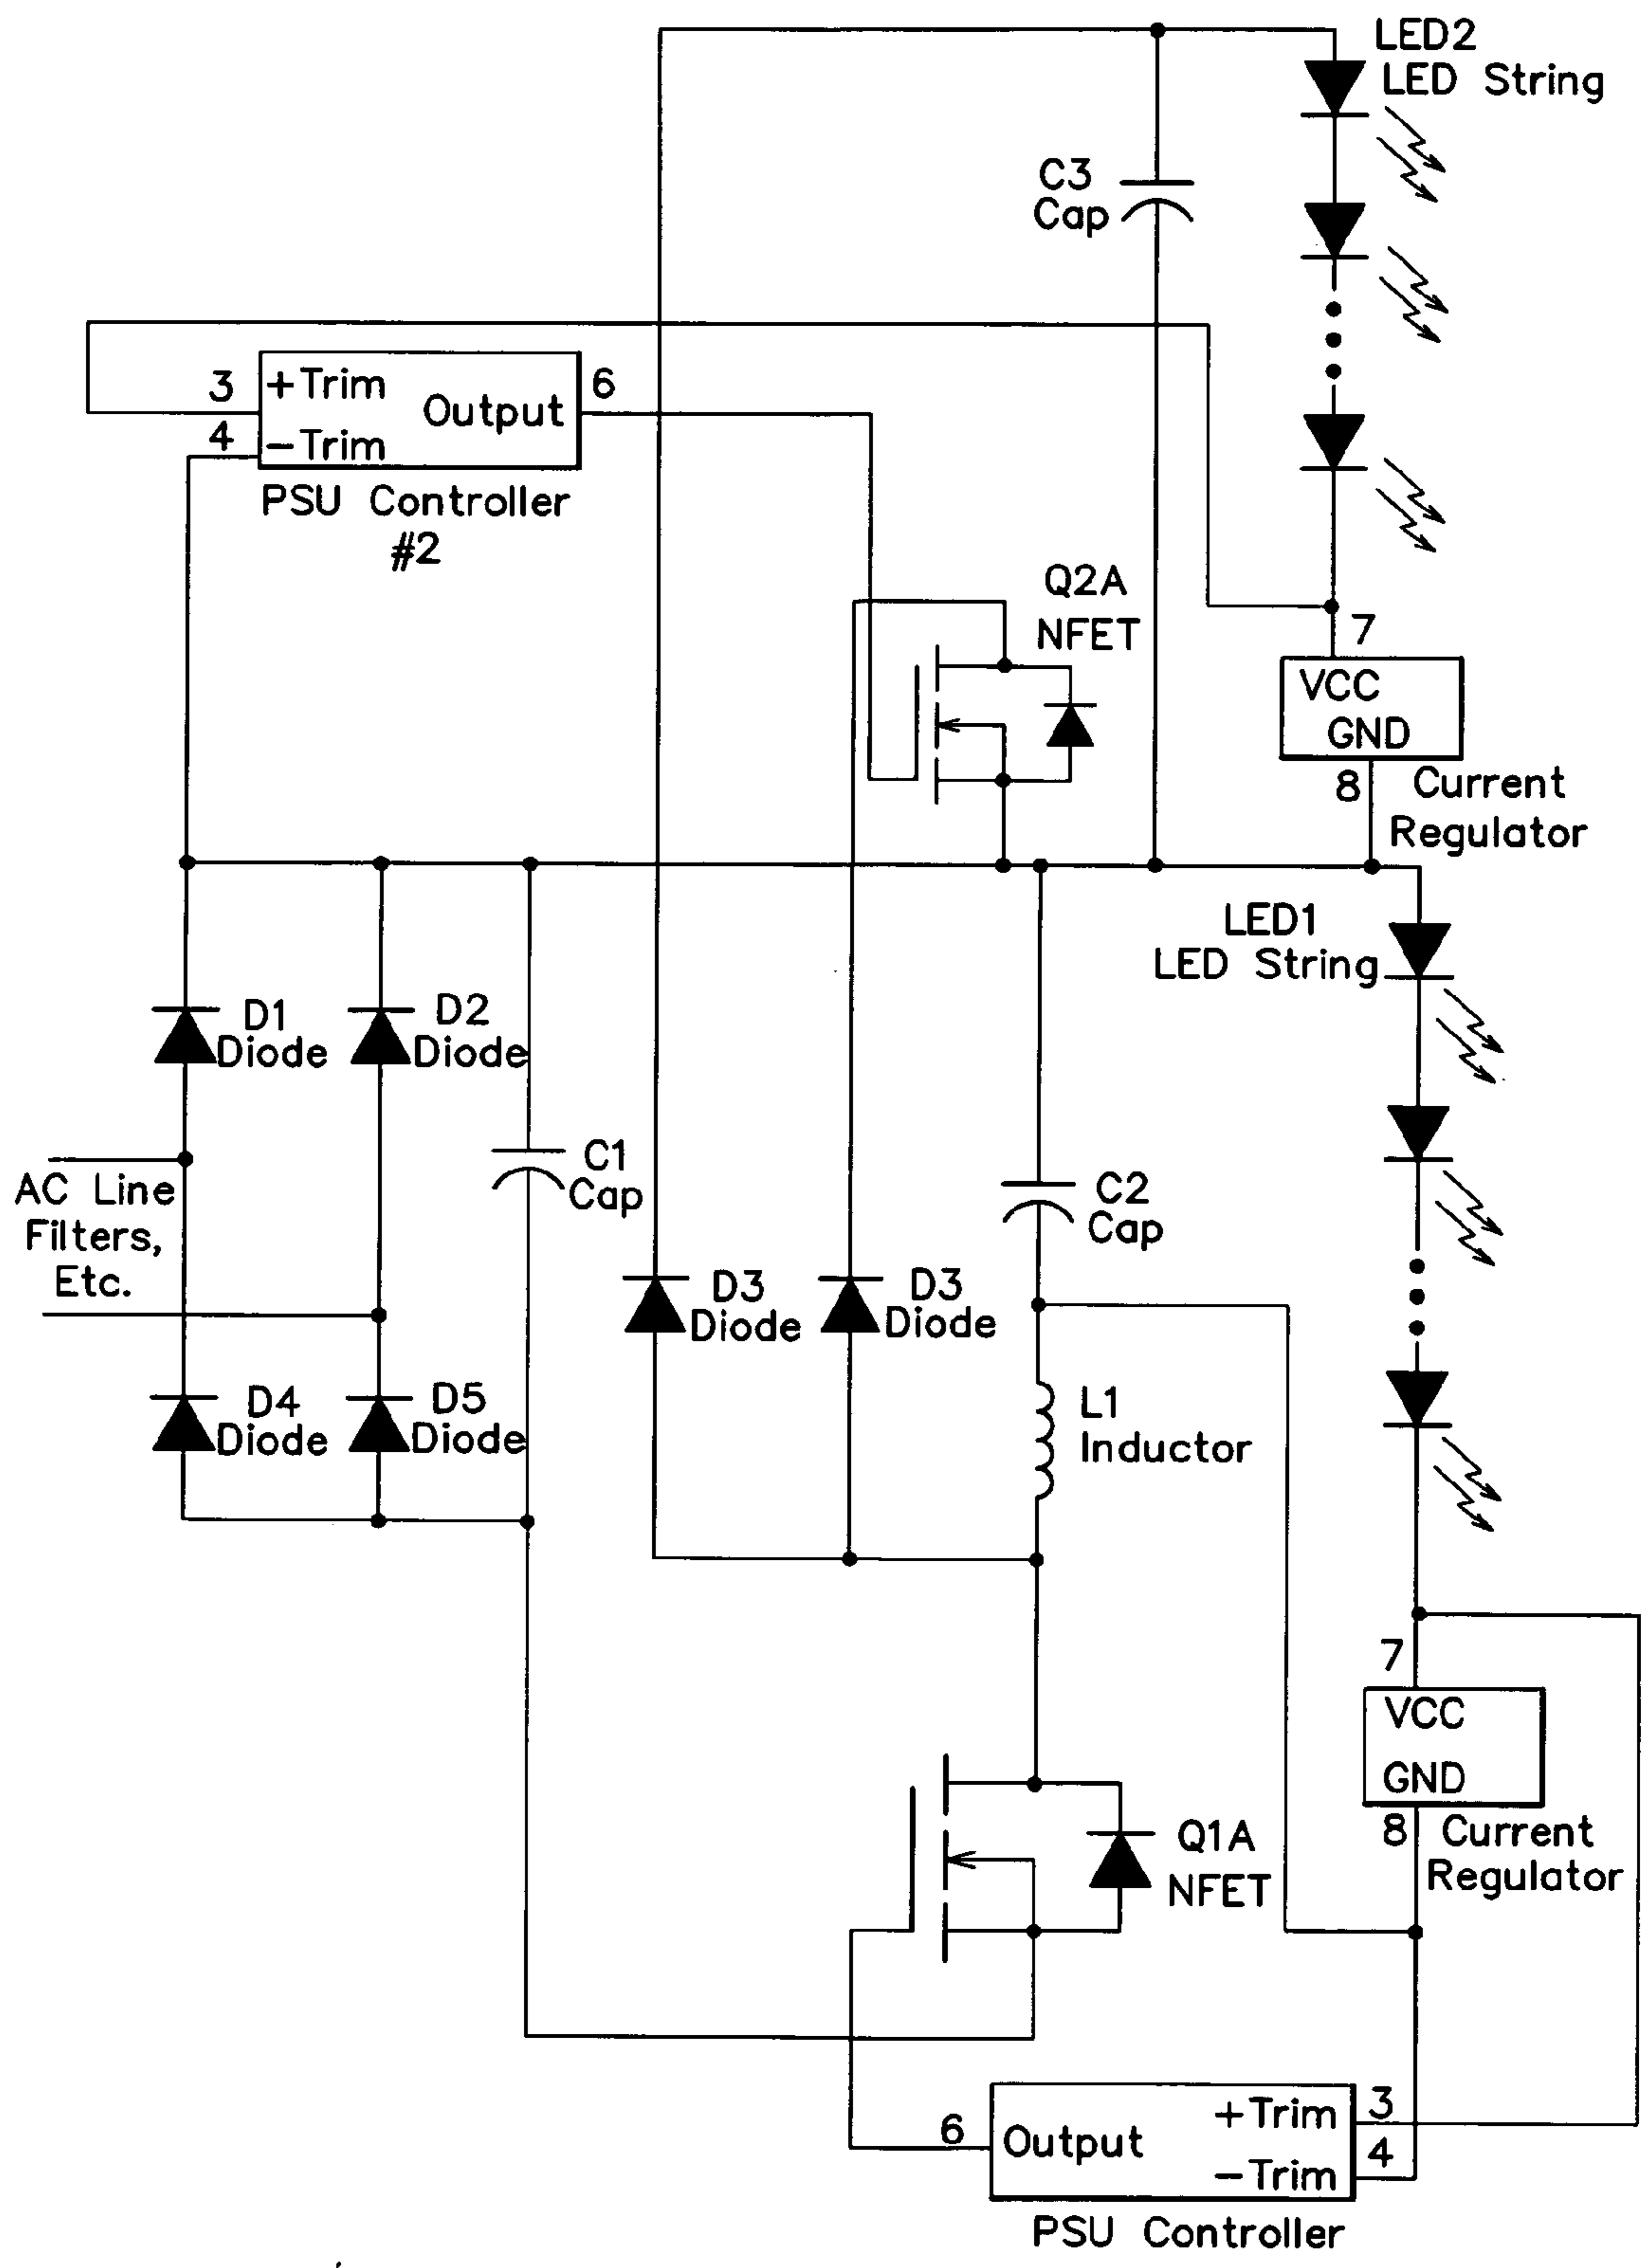 LED2
LED String
C3
Cap
3
+Trim
Output
6
4
−Trim
PSU Controller
#2
Q2A
NFET
7
VCC
GND
8
Current
Regulator
LED1
LED String
D1
Diode
D2
Diode
AC Line
Filters,
Etc.
C1
Cap
C2
Cap
D3
Diode
D3
Diode
D4
Diode
D5
Diode
L1
Inductor
7
VCC
GND
8
Current
Regulator
Q1A
NFET
6
Output
+Trim
3
−Trim
4
PSU Controller